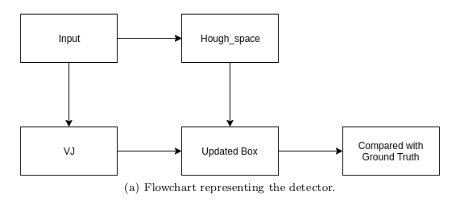 Input
Hough_space
VJ
Updated Box
Compared with
Ground Truth
(a) Flowchart representing the detector.